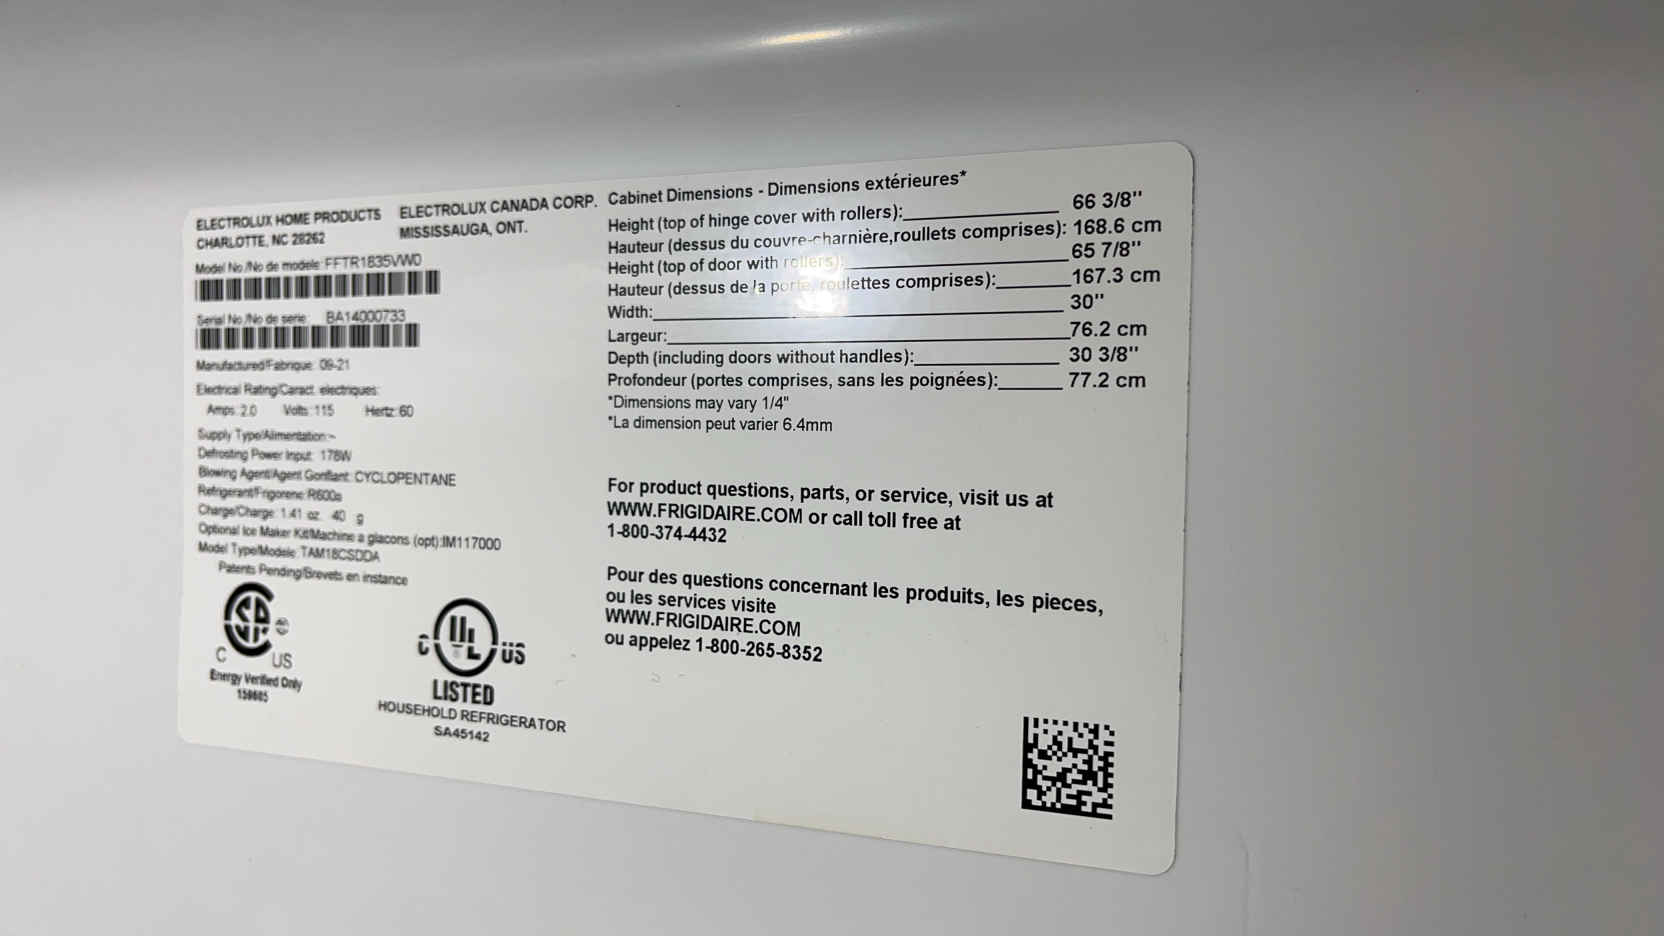 ELECTROLUX HOME PRODUCTS
CHARLOTTE, NC 28262
ELECTROLUX CANADA CORP.
MISSISSAUGA, ONT.
Model No./No de modele: FFTR1835VW0
Serial No./No de serie: BA14000733
Manufactured/Fabrique: 09-21
Electrical Rating/Caract. electriques:
Amps: 2.0 Volts: 115 Hertz: 60
Supply Type/Alimentation: ~
Defrosting Power Input: 178W
Blowing Agent/Agent Gonflant: CYCLOPENTANE
Refrigerant/Frigorene: R600a
Charge/Charge: 1.41 oz. 40 g
Optional Ice Maker Kit/Machine a glacons (opt):IM117000
Model Type/Modele: TAM18CSDDA
Patents Pending/Brevets en instance
C US
Energy Verified Only
C UL US
LISTED
HOUSEHOLD REFRIGERATOR
SA45142
Cabinet Dimensions - Dimensions extérieures*
Height (top of hinge cover with rollers): 66 3/8"
Hauteur (dessus du couvre-charnière,roullets comprises): 168.6 cm
Height (top of door with rollers): 65 7/8"
Hauteur (dessus de la porte, roulettes comprises): 167.3 cm
Width: 30"
Largeur: 76.2 cm
Depth (including doors without handles): 30 3/8"
Profondeur (portes comprises, sans les poignées): 77.2 cm
*Dimensions may vary 1/4"
*La dimension peut varier 6.4mm
For product questions, parts, or service, visit us at
WWW.FRIGIDAIRE.COM or call toll free at
1-800-374-4432
Pour des questions concernant les produits, les pieces,
ou les services visite
WWW.FRIGIDAIRE.COM
ou appelez 1-800-265-8352